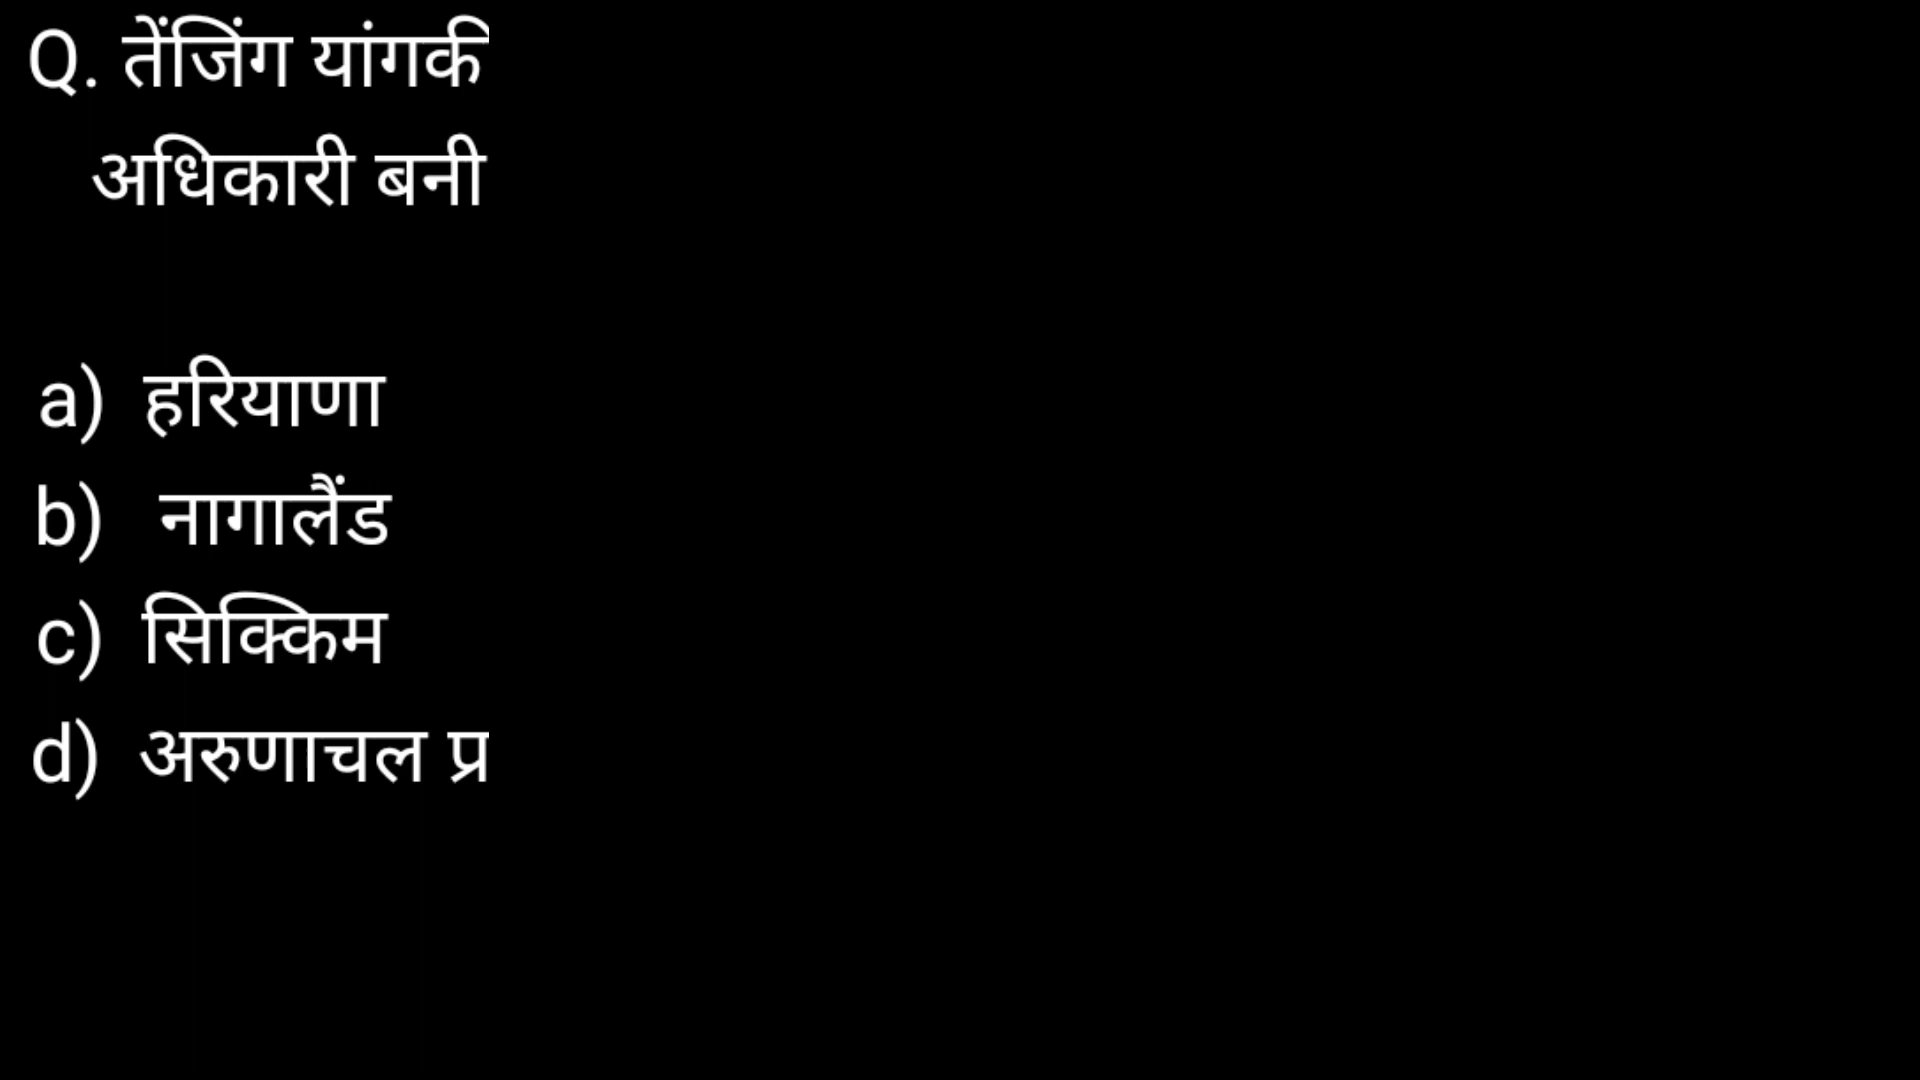 Q. तेंजिंग यांगकी
अधिकारी बनी
a) हरियाणा
b) नागालैंड
c) सिक्किम
d) अरुणाचल प्र